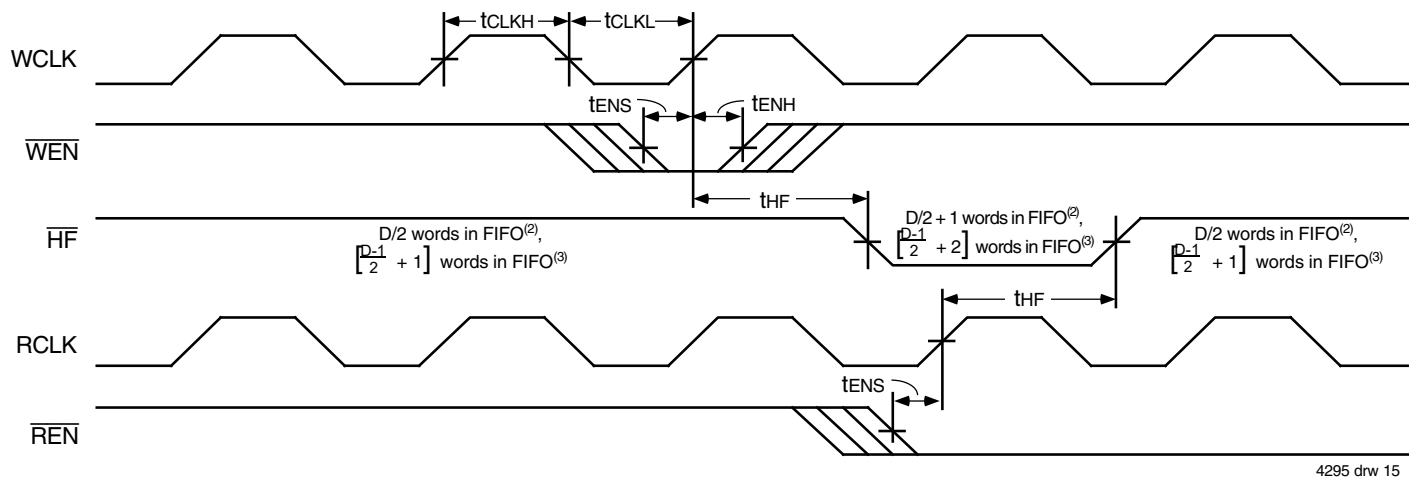 tCLKH
tCLKL
WCLK
tENS
tENH
WEN
tHF
HF
D/2 words in FIFO(2),
[D-1/2 + 1] words in FIFO(3)
D/2 + 1 words in FIFO(2),
[D-1/2 + 2] words in FIFO(3)
D/2 words in FIFO(2),
[D-1/2 + 1] words in FIFO(3)
tHF
RCLK
tENS
REN
4295 drw 15